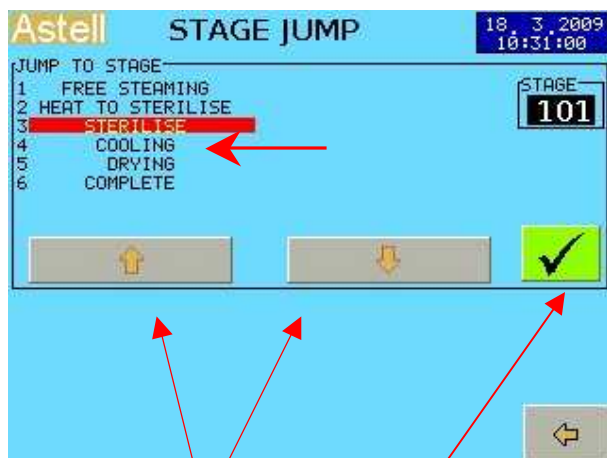 Astell STAGE JUMP 18. 3.2009
10:31:00
JUMP TO STAGE
1 FREE STEAMING
2 HEAT TO STERILISE
3 STERILISE
4 COOLING
5 DRYING
6 COMPLETE
STAGE
101